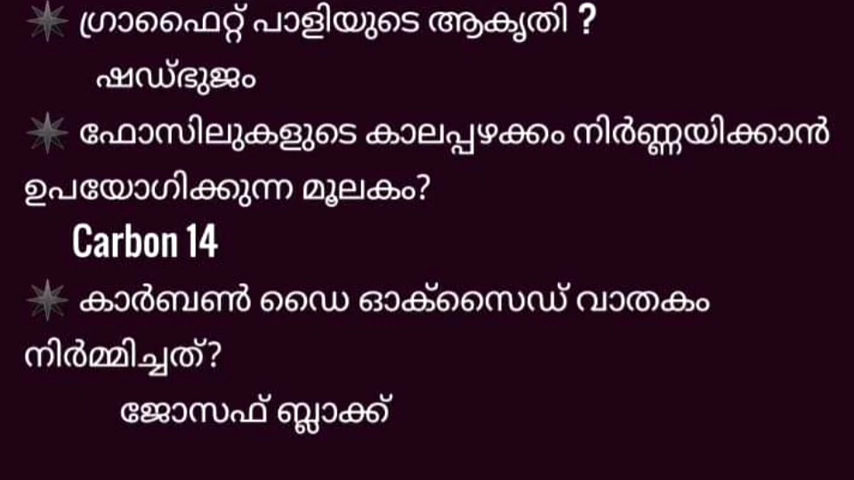 ✴ ഗ്രാഫൈറ്റ് പാളിയുടെ ആകൃതി ?
ഷഡ്ഭുജം
✴ ഫോസിലുകളുടെ കാലപ്പഴക്കം നിർണ്ണയിക്കാൻ
ഉപയോഗിക്കുന്ന മൂലകം?
Carbon 14
✴ കാർബൺ ഡൈ ഓക്സൈഡ് വാതകം
നിർമ്മിച്ചത്?
ജോസഫ് ബ്ലാക്ക്